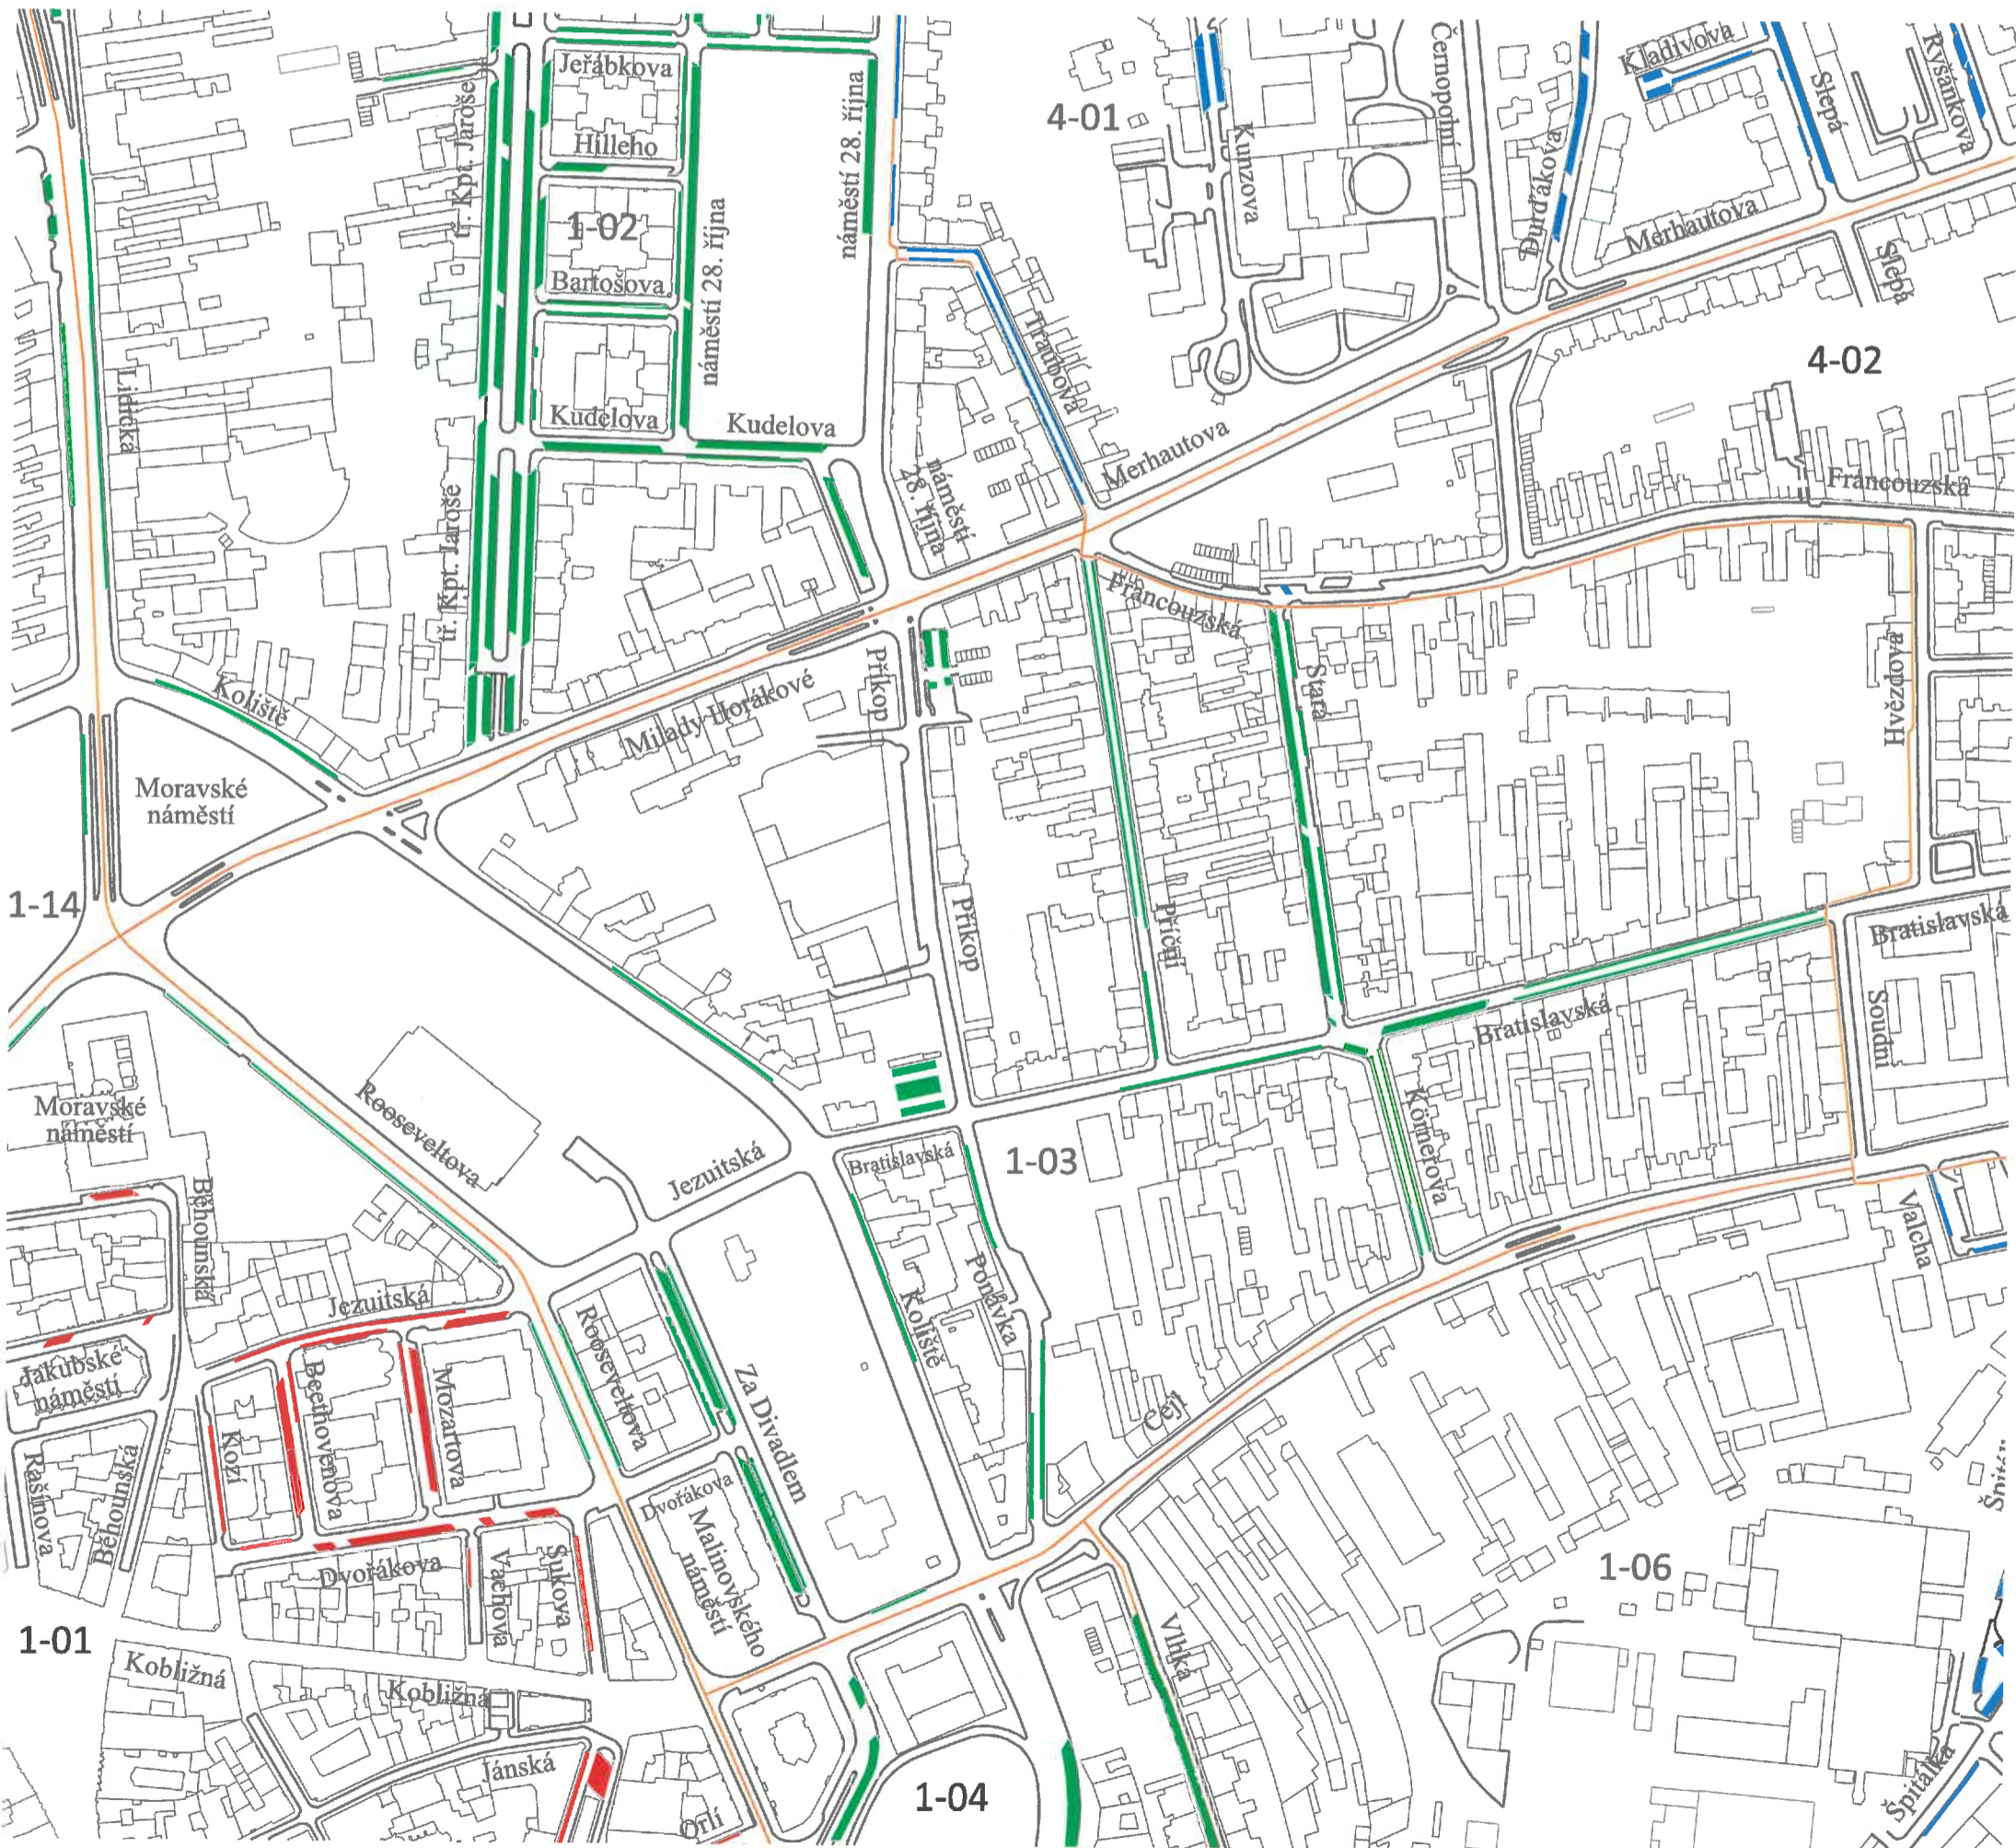 Jeřábkova
Hilleho
1-02
Bartošova
Kudelova
Kudelova
tř. Kpt. Jaroše
tř. Kpt. Jaroše
náměstí 28. října
náměstí 28. října
náměstí
28. října
4-01
Kunzova
Černopolní
Durďákova
Kladivova
Slepá
Ryšánkova
Merhautova
Slepá
4-02
Traubova
Merhautova
Francouzská
Francouzská
Lidická
Koliště
Moravské
náměstí
Milady Horákové
Příkop
Stará
Hvězdova
1-14
Příkop
Příční
Bratislavská
Bratislavská
Soudní
Moravské
náměstí
Rooseveltova
Jezuitská
Bratislavská
1-03
Körnerova
Valcha
Běhounská
Jezuitská
Rooseveltova
Koliště
Ponávka
Za Divadlem
Cejl
Jakubské
náměstí
Kozí
Beethovenova
Mozartova
Rašínova
Běhounská
Dvořákova
Dvořákova
Malinovského
náměstí
Vachova
Sukova
Vlhká
1-06
1-01
Kobližná
Kobližná
Jánská
Orlí
1-04
Špitálka